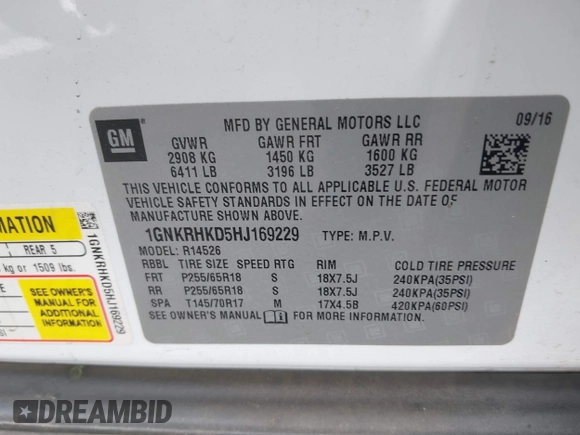 GM
MFD BY GENERAL MOTORS LLC
09/16
GVWR GAWR FRT GAWR RR
2908 KG 1450 KG 1600 KG
6411 LB 3196 LB 3527 LB
THIS VEHICLE CONFORMS TO ALL APPLICABLE U.S. FEDERAL MOTOR
VEHICLE SAFETY STANDARDS IN EFFECT ON THE DATE OF
MANUFACTURE SHOWN ABOVE.
1GNKRHKD5HJ169229 TYPE: M.P.V.
MODEL: R14526
RBBL TIRE SIZE SPEED RTG RIM COLD TIRE PRESSURE
FRT P255/65R18 S 18X7.5J 240KPA(35PSI)
RR P255/65R18 S 18X7.5J 240KPA(35PSI)
SPA T145/70R17 M 17X4.5B 420KPA(60PSI)
SEE OWNER'S MANUAL FOR ADDITIONAL INFORMATION.
REAR 5
kg or 1509 lbs.
SEE OWNER'S
MANUAL FOR
ADDITIONAL
INFORMATION
1GNKRHKD5HJ169229
DREAMBID